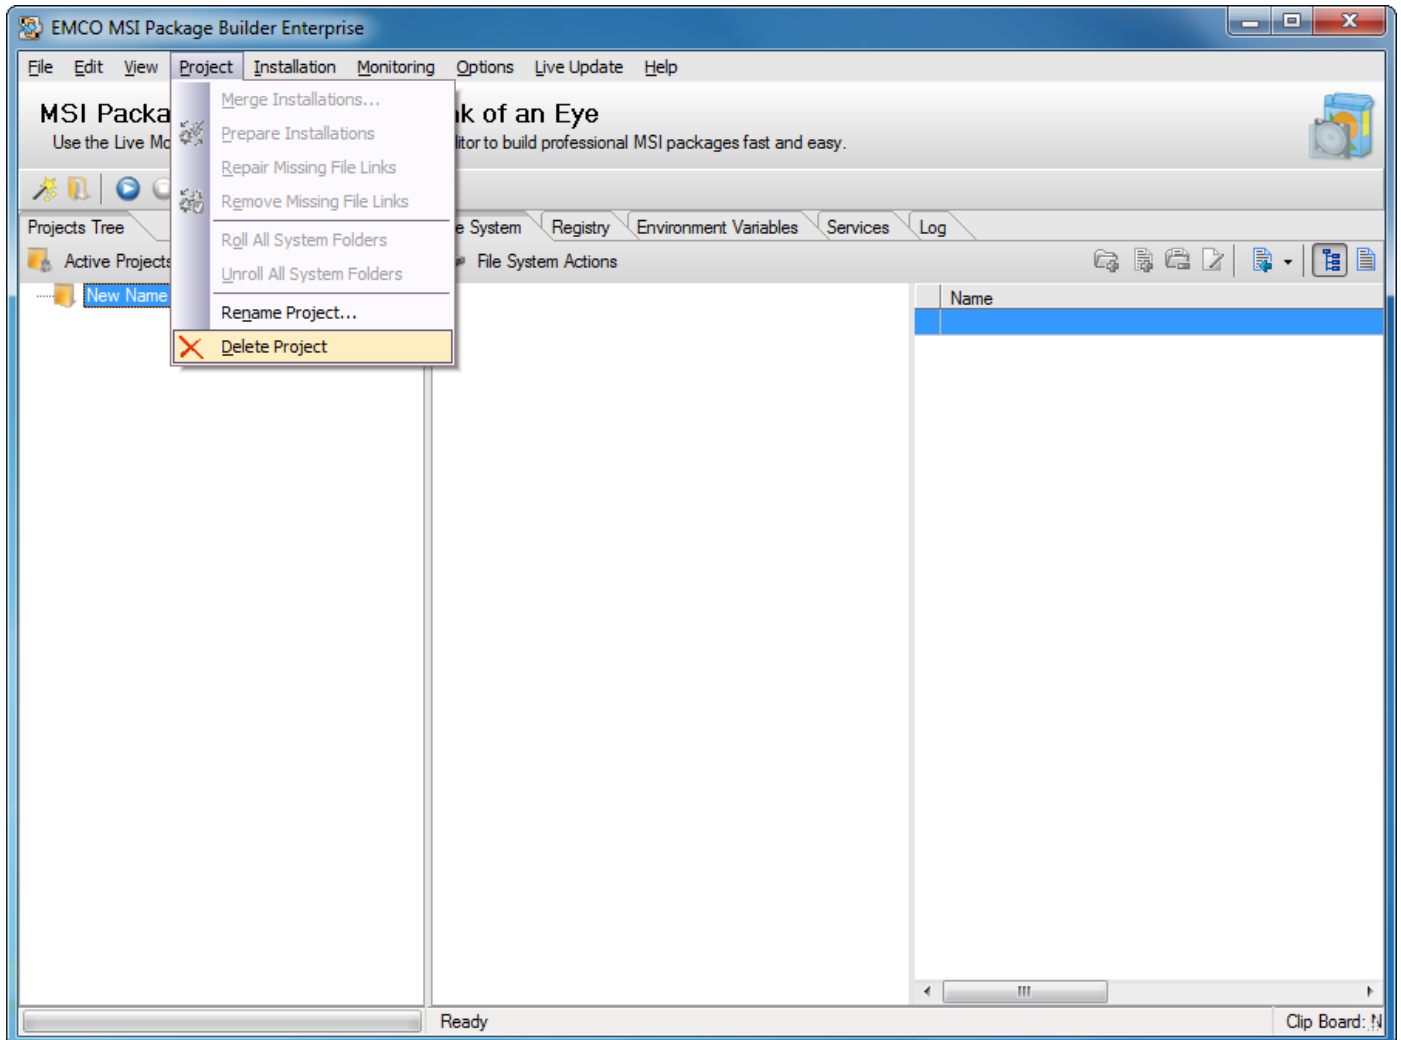 EMCO MSI Package Builder Enterprise
File Edit View Project Installation Monitoring Options Live Update Help
MSI Packa
nk of an Eye
Use the Live Mo
litor to build professional MSI packages fast and easy.
Merge Installations...
Prepare Installations
Repair Missing File Links
Remove Missing File Links
Roll All System Folders
Unroll All System Folders
Rename Project...
Delete Project
Projects Tree
e System Registry Environment Variables Services Log
Active Projects
File System Actions
New Name
Name
Ready
Clip Board: N